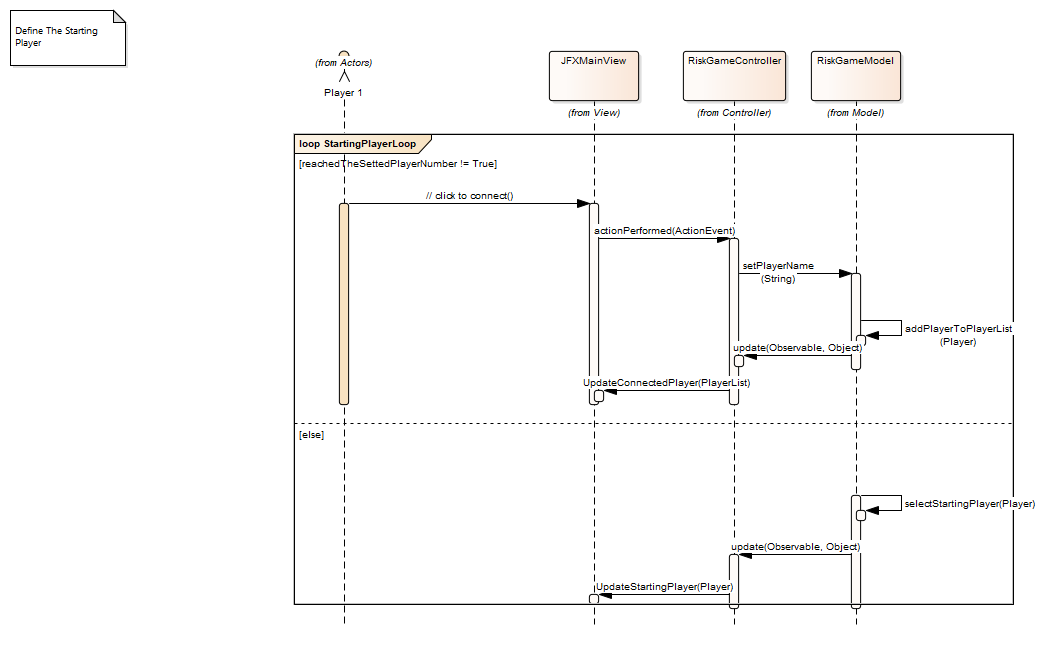 Define The Starting
Player
(from Actors)
Player 1
JFXMainView
(from View)
RiskGameController
(from Controller)
RiskGameModel
(from Model)
loop StartingPlayerLoop
[reachedTheSettedPlayerNumber != True]
// click to connect()
actionPerformed(ActionEvent)
setPlayerName
(String)
addPlayerToPlayerList
(Player)
update(Observable, Object)
UpdateConnectedPlayer(PlayerList)
[else]
selectStartingPlayer(Player)
update(Observable, Object)
UpdateStartingPlayer(Player)